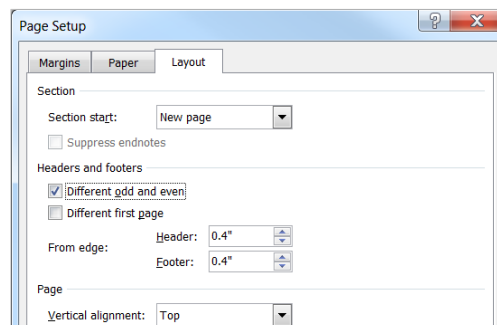 Page Setup
Margins Paper Layout
Section
Section start: New page
Suppress endnotes
Headers and footers
Different odd and even
Different first page
Header: 0.4"
From edge:
Footer: 0.4"
Page
Vertical alignment: Top